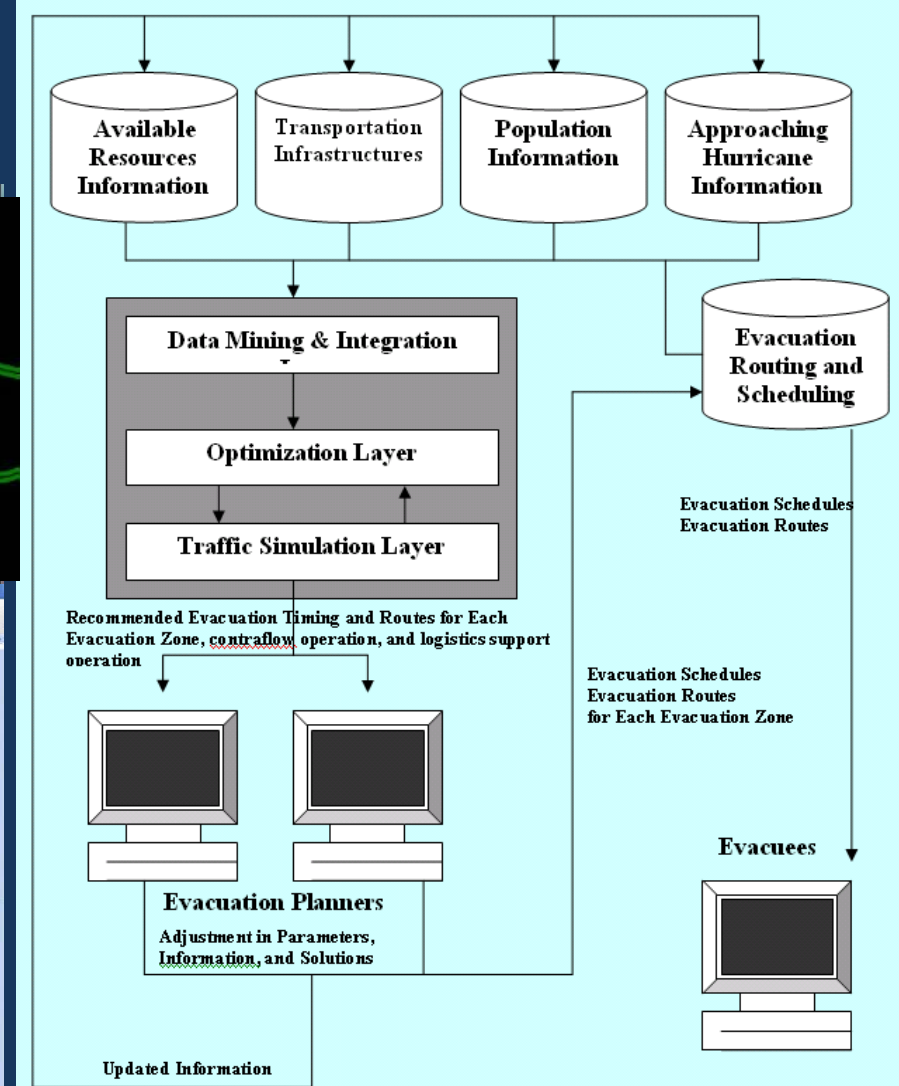 Available
Resources
Information
Transportation
Infrastructures
Population
Information
Approaching
Hurricane
Information
Data Mining & Integration
Evacuation
Routing and
Scheduling
Optimization Layer
Evacuation Schedules
Evacuation Routes
Traffic Simulation Layer
Recommended Evacuation Timing and Routes for Each
Evacuation Zone, contraflow operation, and logistics support
operation
Evacuation Schedules
Evacuation Routes
for Each Evacuation Zone
Evacuees
Evacuation Planners
Adjustment in Parameters,
Information, and Solutions
Updated Information